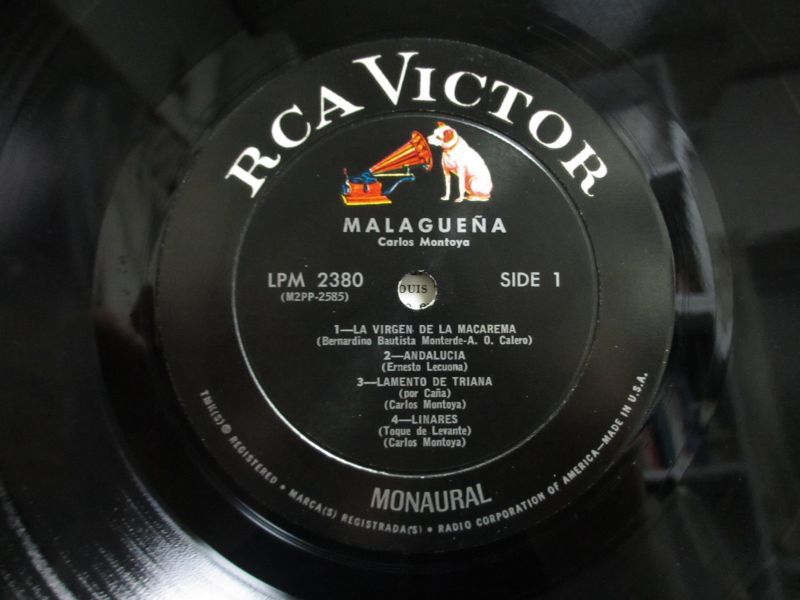 RCA VICTOR
MALAGUEÑA
Carlos Montoya
LPM 2380
(M2PP-2585)
OUIS
SIDE 1
1—LA VIRGEN DE LA MACAREMA
(Bernardino Bautista Monterde-A. O. Calero)
2—ANDALUCIA
(Ernesto Lecuona)
3—LAMENTO DE TRIANA
(por Caña)
(Carlos Montoya)
4—LINARES
(Toque de Levante)
(Carlos Montoya)
MONAURAL
TMK(S) ® REGISTERED • MARCA(S) REGISTRADA(S) • RADIO CORPORATION OF AMERICA—MADE IN U.S.A.